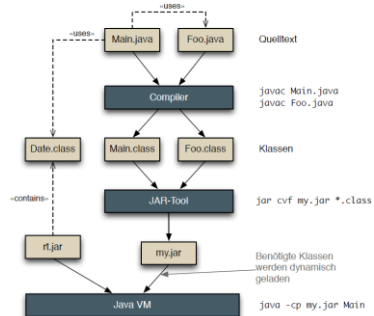 «uses»
«uses»
Main.java
Foo.java
Quelltext
Compiler
javac Main.java
javac Foo.java
Date.class
Main.class
Foo.class
Klassen
«contains»
JAR-Tool
jar cvf my.jar *.class
rt.jar
my.jar
Benötigte Klassen
werden dynamisch
geladen
Java VM
java -cp my.jar Main